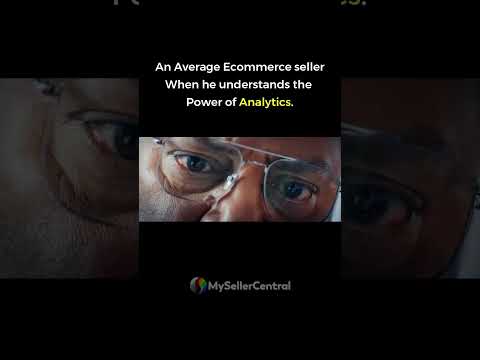 An Average Ecommerce seller
When he understands the
Power of Analytics.
MySellerCentral